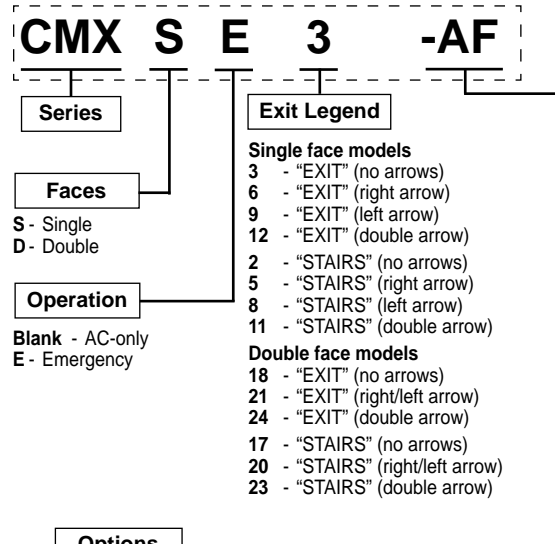 CMX S E 3 -AF
Series
Exit Legend
Single face models
3 - “EXIT” (no arrows)
6 - “EXIT” (right arrow)
9 - “EXIT” (left arrow)
12 - “EXIT” (double arrow)
2 - “STAIRS” (no arrows)
5 - “STAIRS” (right arrow)
8 - “STAIRS” (left arrow)
11 - “STAIRS” (double arrow)
Double face models
18 - “EXIT” (no arrows)
21 - “EXIT” (right/left arrow)
24 - “EXIT” (double arrow)
17 - “STAIRS” (no arrows)
20 - “STAIRS” (right/left arrow)
23 - “STAIRS” (double arrow)
Faces
S - Single
D - Double
Operation
Blank - AC-only
E - Emergency
Options